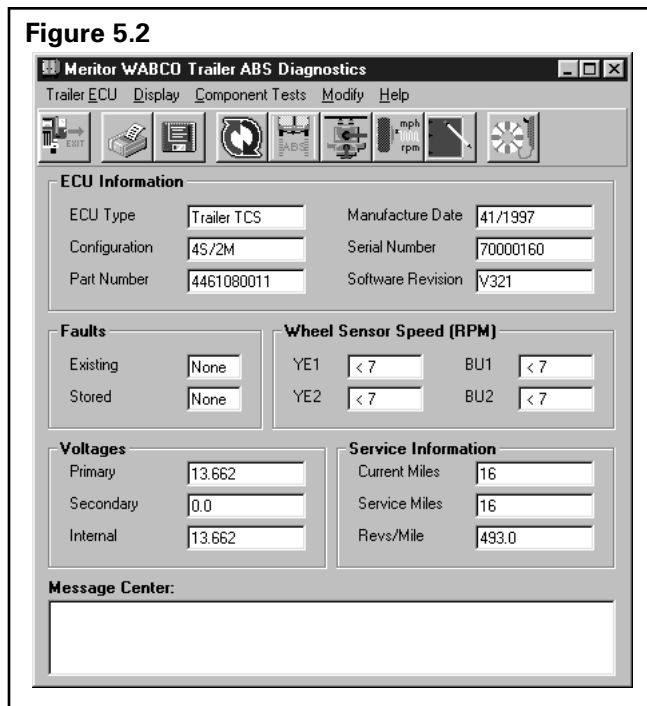 Figure 5.2
Meritor WABCO Trailer ABS Diagnostics
Trailer ECU Display Component Tests Modify Help
EXIT ABS mph rpm
ECU Information
ECU Type Trailer TCS Manufacture Date 41/1997
Configuration 4S/2M Serial Number 70000160
Part Number 4461080011 Software Revision V321
Faults Wheel Sensor Speed (RPM)
Existing None YE1 < 7 BU1 < 7
Stored None YE2 < 7 BU2 < 7
Voltages Service Information
Primary 13.662 Current Miles 16
Secondary 0.0 Service Miles 16
Internal 13.662 Revs/Mile 493.0
Message Center: